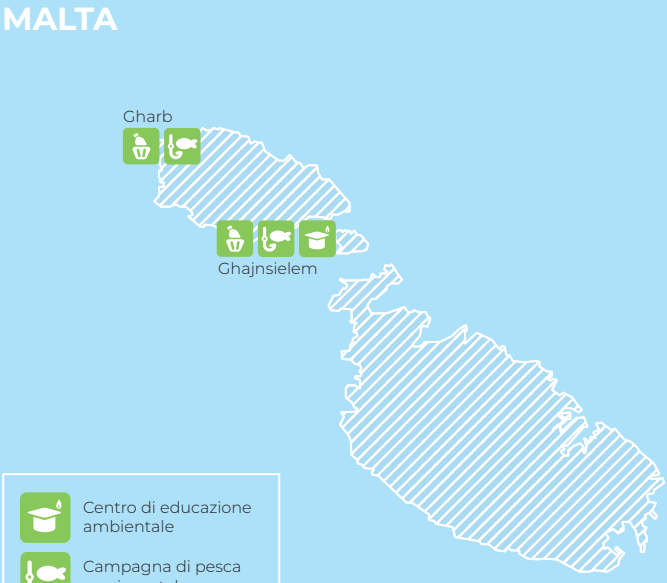 MALTA
Gharb
Ghajnsielem
Centro di educazione
ambientale
Campagna di pesca